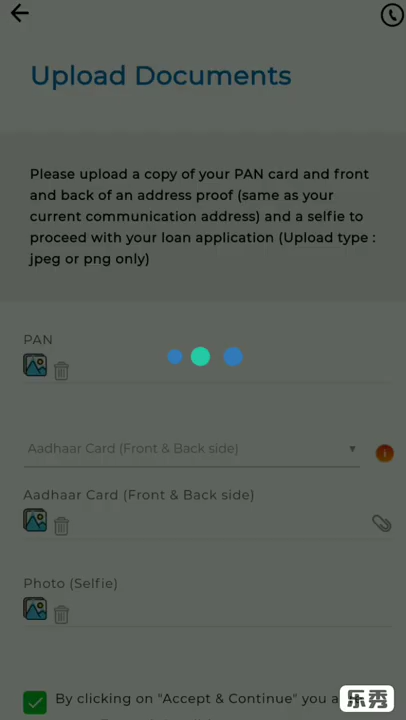 Upload Documents
Please upload a copy of your PAN card and front
and back of an address proof (same as your
current communication address) and a selfie to
proceed with your loan application (Upload type :
jpeg or png only)
PAN
Aadhaar Card (Front & Back side)
Aadhaar Card (Front & Back side)
Photo (Selfie)
By clicking on "Accept & Continue" you a
乐秀